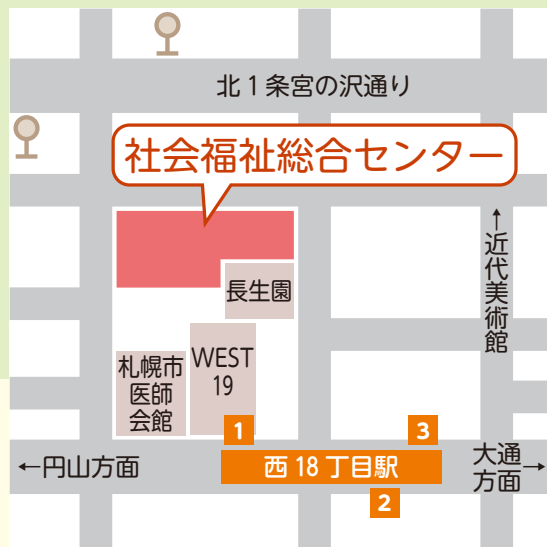 北1条宮の沢通り
社会福祉総合センター
↑近代美術館
長生園
WEST
19
札幌市
医師
会館
1
3
西18丁目駅
2
←円山方面
大通
方面→